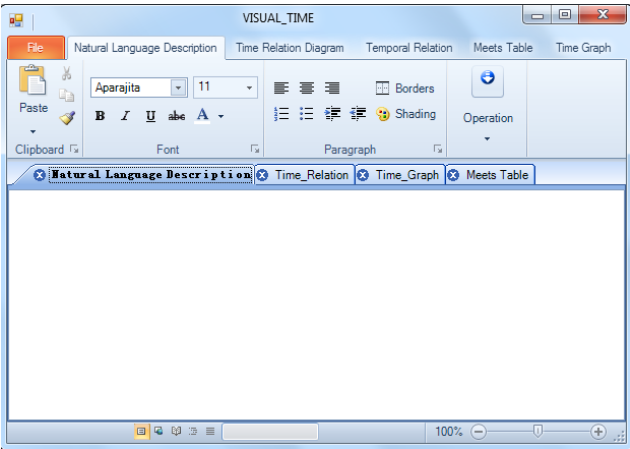 VISUAL_TIME
File Natural Language Description Time Relation Diagram Temporal Relation Meets Table Time Graph
Aparajita 11 Borders
Paste B I U abc A Shading Operation
Clipboard Font Paragraph
Natural Language Description Time_Relation Time_Graph Meets Table
100%